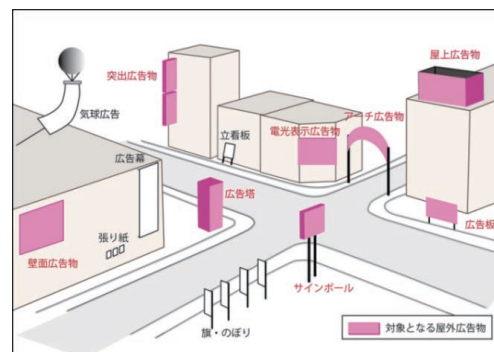 屋上広告物
突出広告物
気球広告
アーチ広告物
立看板
電光表示広告物
広告幕
広告塔
広告板
張り紙
壁面広告物
サインポール
旗・のぼり
対象となる屋外広告物